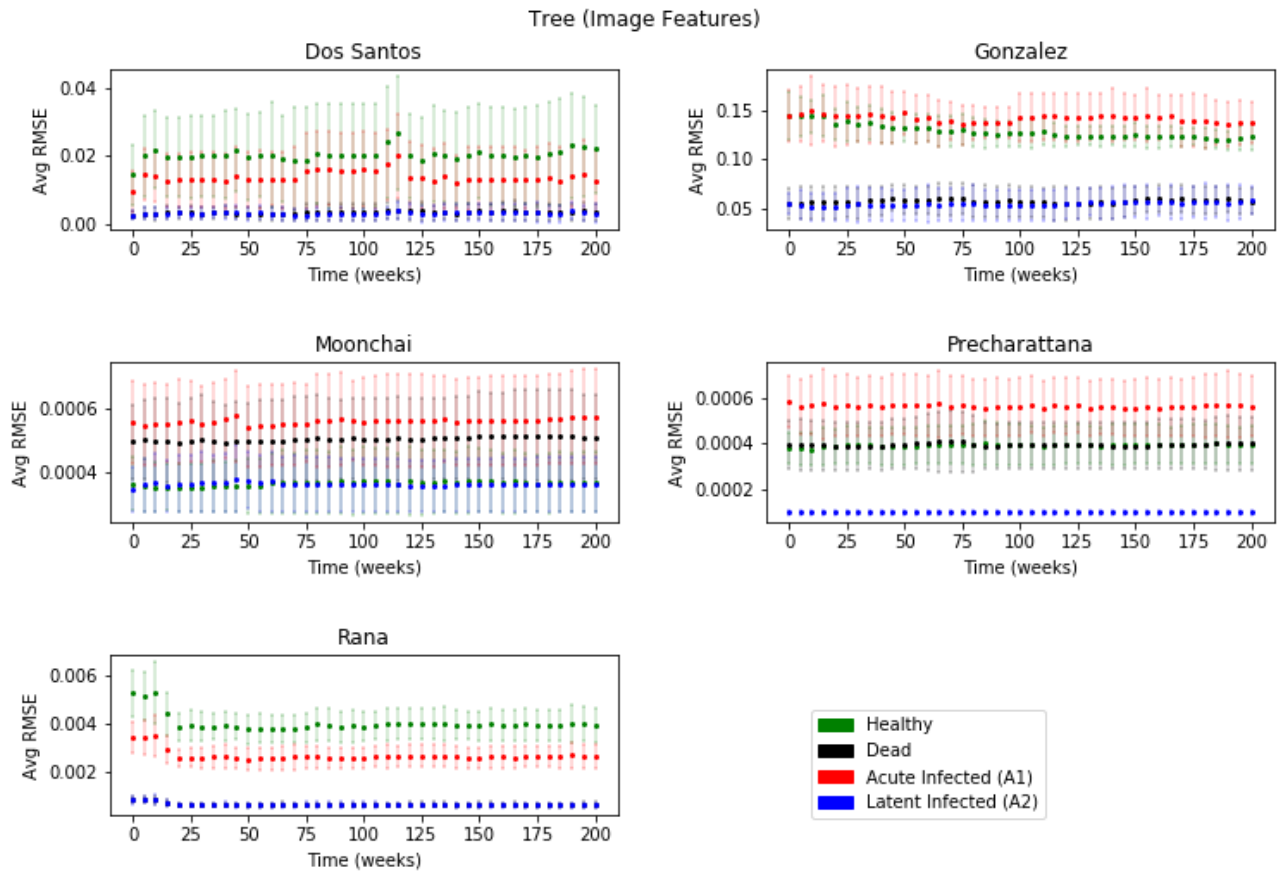 Tree (Image Features)
Dos Santos
Gonzalez
0.04
0.02
0.00
Avg RMSE
0 25 50 75 100 125 150 175 200
Time (weeks)
0.15
0.10
0.05
Avg RMSE
0 25 50 75 100 125 150 175 200
Time (weeks)
Moonchai
Precharattana
0.0006
0.0004
Avg RMSE
0 25 50 75 100 125 150 175 200
Time (weeks)
0.0006
0.0004
0.0002
Avg RMSE
0 25 50 75 100 125 150 175 200
Time (weeks)
Rana
0.006
0.004
0.002
Avg RMSE
0 25 50 75 100 125 150 175 200
Time (weeks)
Healthy
Dead
Acute Infected (A1)
Latent Infected (A2)